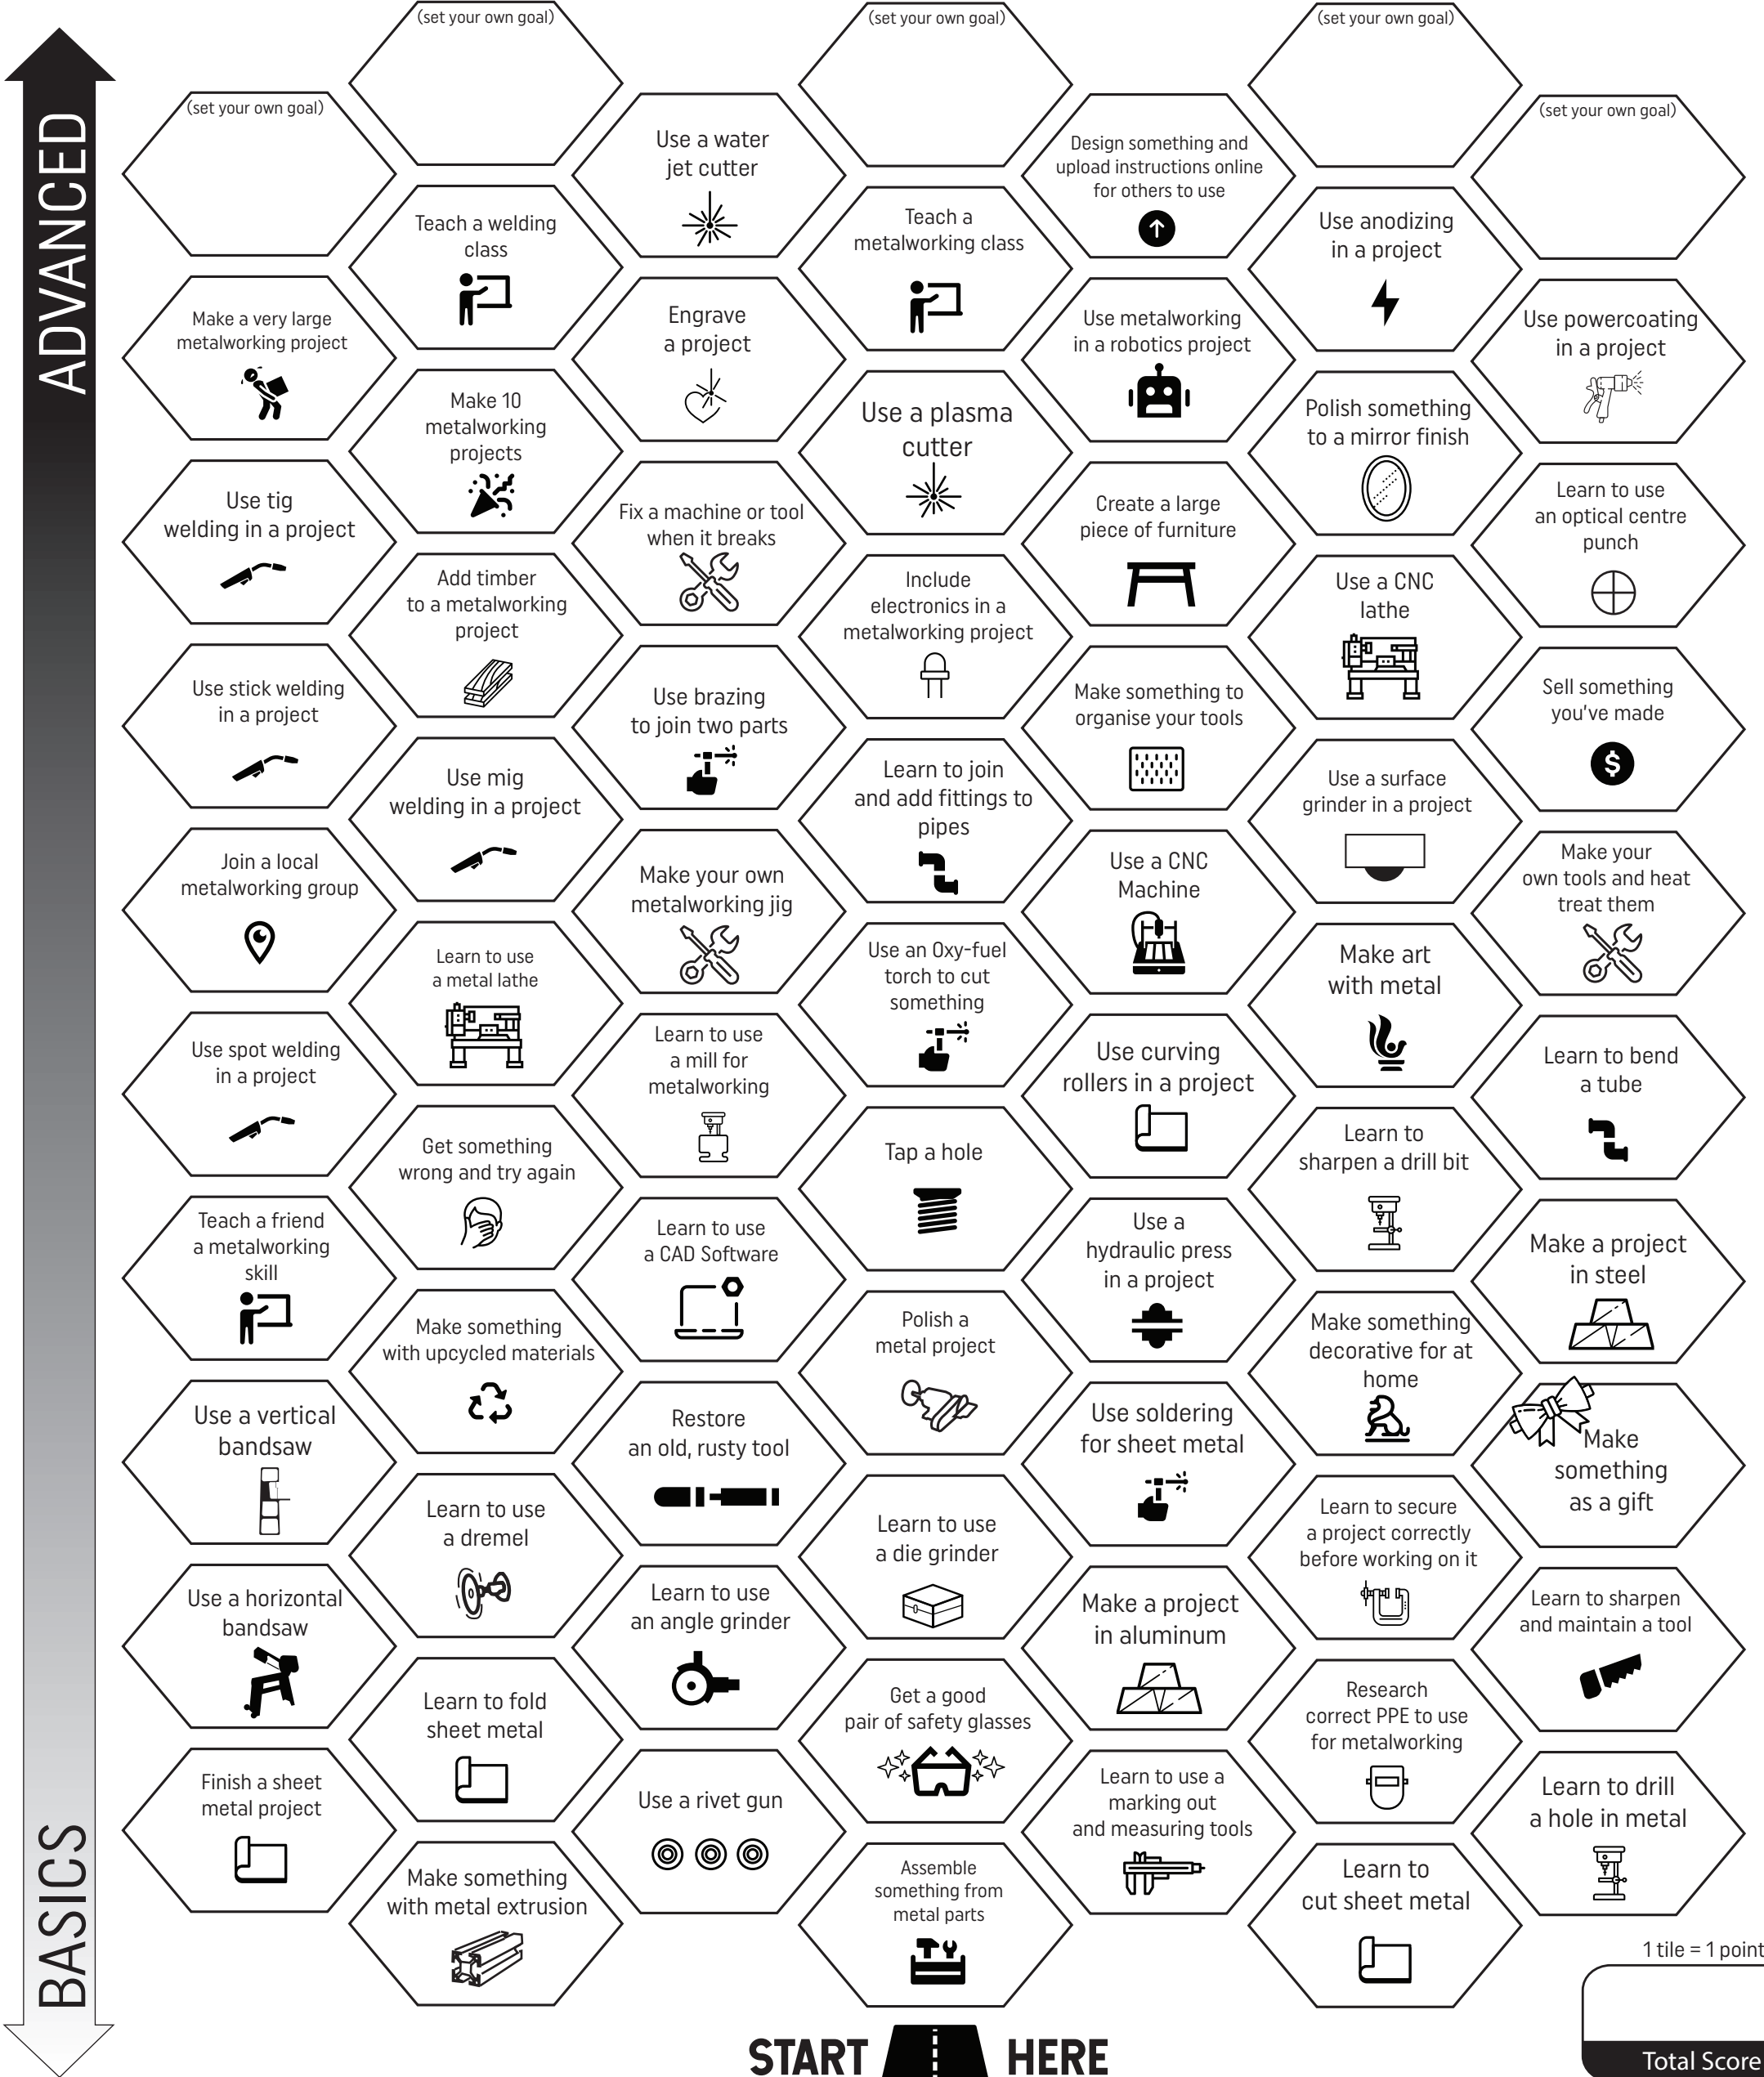 (set your own goal)
(set your own goal)
(set your own goal)
(set your own goal)
(set your own goal)
ADVANCED
Use a water
jet cutter
Design something and
upload instructions online
for others to use
Teach a welding
class
Teach a
metalworking class
Use anodizing
in a project
Make a very large
metalworking project
Engrave
a project
Use metalworking
in a robotics project
Use powercoating
in a project
Make 10
metalworking
projects
Use a plasma
cutter
Polish something
to a mirror finish
Use tig
welding in a project
Fix a machine or tool
when it breaks
Create a large
piece of furniture
Learn to use
an optical centre
punch
Add timber
to a metalworking
project
Include
electronics in a
metalworking project
Use a CNC
lathe
Use stick welding
in a project
Use brazing
to join two parts
Make something to
organise your tools
Sell something
you've made
$
Use mig
welding in a project
Learn to join
and add fittings to
pipes
Use a surface
grinder in a project
Join a local
metalworking group
Make your own
metalworking jig
Use a CNC
Machine
Make your
own tools and heat
treat them
Learn to use
a metal lathe
Use an Oxy-fuel
torch to cut
something
Make art
with metal
Use spot welding
in a project
Learn to use
a mill for
metalworking
Use curving
rollers in a project
Learn to bend
a tube
Get something
wrong and try again
Tap a hole
Learn to
sharpen a drill bit
Teach a friend
a metalworking
skill
Learn to use
a CAD Software
Use a
hydraulic press
in a project
Make a project
in steel
Make something
with upcycled materials
Polish a
metal project
Make something
decorative for at
home
Use a vertical
bandsaw
Restore
an old, rusty tool
Use soldering
for sheet metal
Make
something
as a gift
Learn to use
a dremel
Learn to use
a die grinder
Learn to secure
a project correctly
before working on it
Use a horizontal
bandsaw
Learn to use
an angle grinder
Make a project
in aluminum
Learn to sharpen
and maintain a tool
Learn to fold
sheet metal
Get a good
pair of safety glasses
Research
correct PPE to use
for metalworking
Finish a sheet
metal project
Use a rivet gun
Learn to use a
marking out
and measuring tools
Learn to drill
a hole in metal
BASICS
Make something
with metal extrusion
Assemble
something from
metal parts
Learn to
cut sheet metal
1 tile = 1 point
Total Score
START HERE